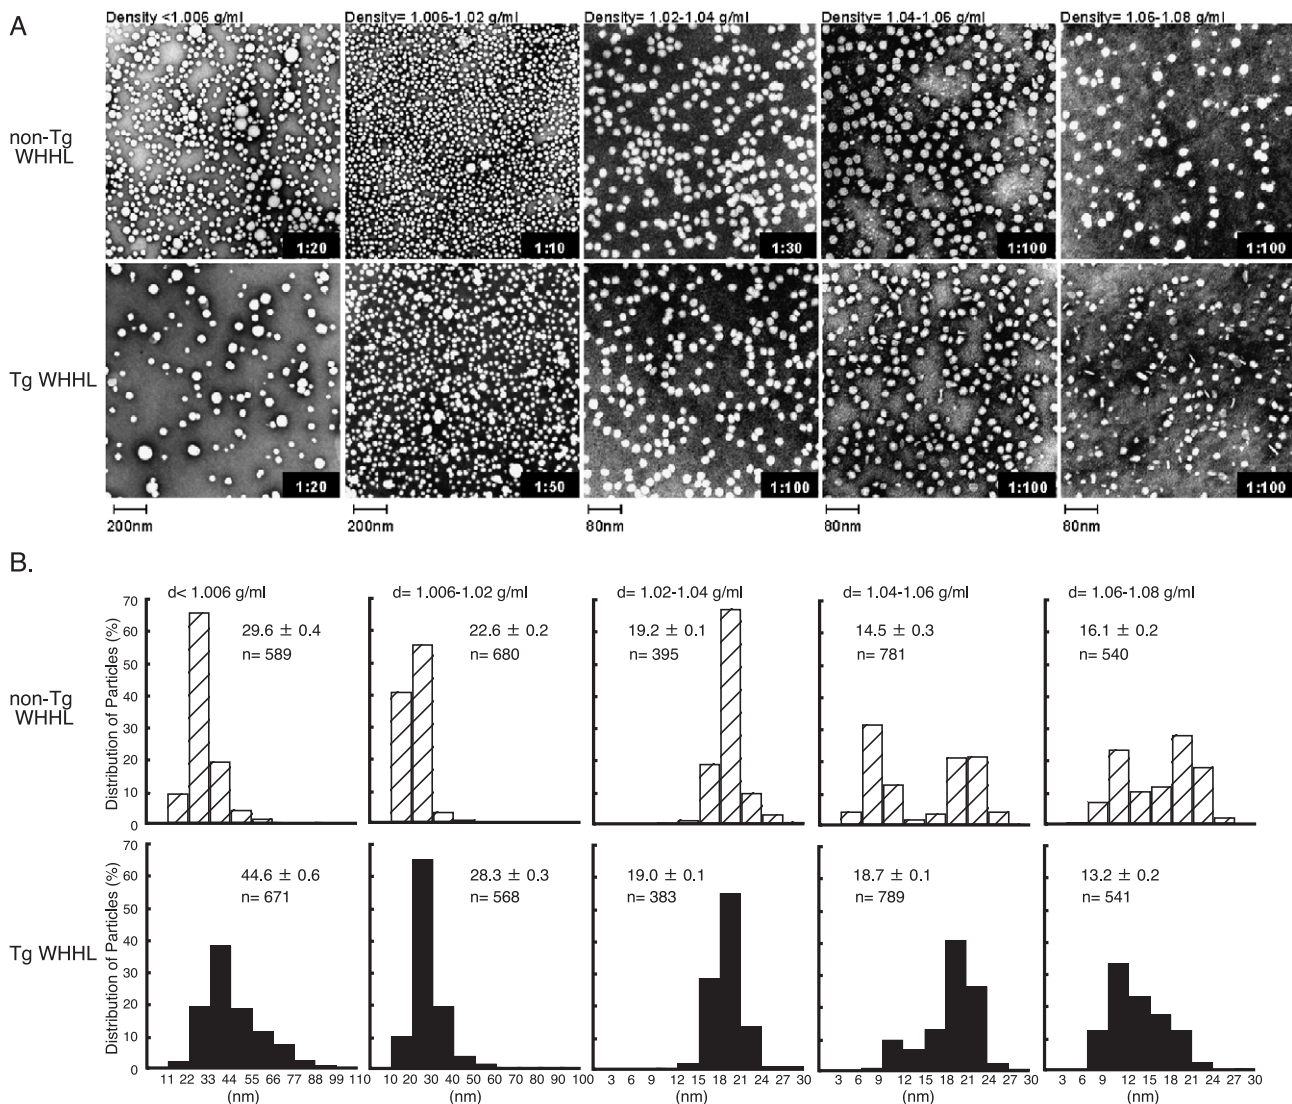 A
Density <1.006 g/ml
Density= 1.006-1.02 g/ml
Density= 1.02-1.04 g/ml
Density= 1.04-1.06 g/ml
Density= 1.06-1.08 g/ml
non-Tg
WHHL
1:20
1:10
1:30
1:100
1:100
Tg WHHL
1:20
1:50
1:100
1:100
1:100
200nm
200nm
80nm
80nm
80nm
B.
non-Tg
WHHL
Distribution of Particles (%)
70
60
50
40
30
20
10
0
d< 1.006 g/ml
29.6 ± 0.4
n= 589
d= 1.006-1.02 g/ml
22.6 ± 0.2
n= 680
d= 1.02-1.04 g/ml
19.2 ± 0.1
n= 395
d= 1.04-1.06 g/ml
14.5 ± 0.3
n= 781
d= 1.06-1.08 g/ml
16.1 ± 0.2
n= 540
Tg WHHL
Distribution of Particles (%)
70
60
50
40
30
20
10
0
44.6 ± 0.6
n= 671
28.3 ± 0.3
n= 568
19.0 ± 0.1
n= 383
18.7 ± 0.1
n= 789
13.2 ± 0.2
n= 541
11 22 33 44 55 66 77 88 99 110
(nm)
10 20 30 40 50 60 70 80 90 100
(nm)
3 6 9 12 15 18 21 24 27 30
(nm)
3 6 9 12 15 18 21 24 27 30
(nm)
3 6 9 12 15 18 21 24 27 30
(nm)